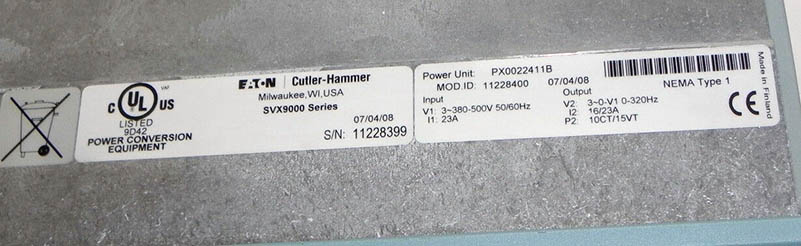 C UL US
VAF
LISTED
9D42
POWER CONVERSION
EQUIPMENT
EATON | Cutler-Hammer
Milwaukee,WI,USA
SVX9000 Series
07/04/08
S/N: 11228399
Power Unit: PX0022411B
MOD.ID: 11228400 07/04/08
Input
V1: 3~380-500V 50/60Hz
I1: 23A
Output
V2: 3~0-V1 0-320Hz
I2: 16/23A
P2: 10CT/15VT
NEMA Type 1
CE
Made in Finland